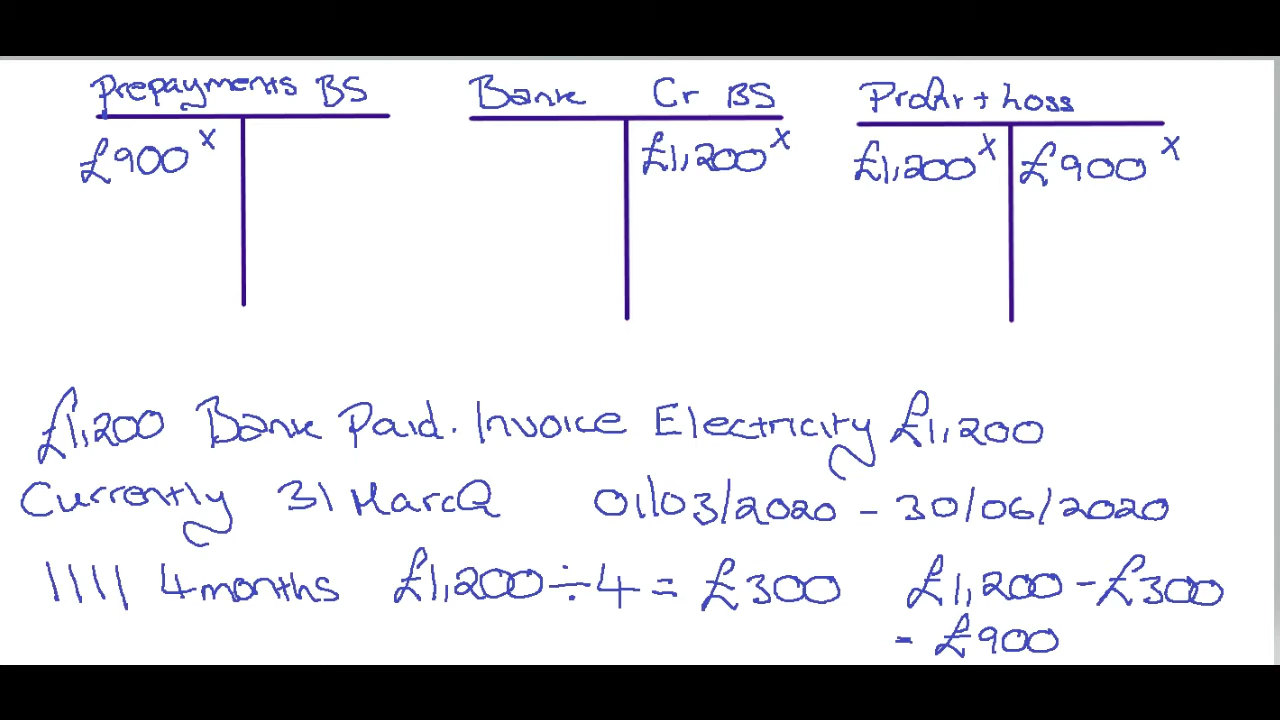 Prepayments BS
Bank Cr BS
Profit + Loss
£900 x
£1,200 x
£1,200 x £900 x
£1,200 Bank Paid. Invoice Electricity £1,200
Currently 31 March 01/03/2020 - 30/06/2020
1111 4 months £1,200 ÷ 4 = £300 £1,200 - £300
= £900